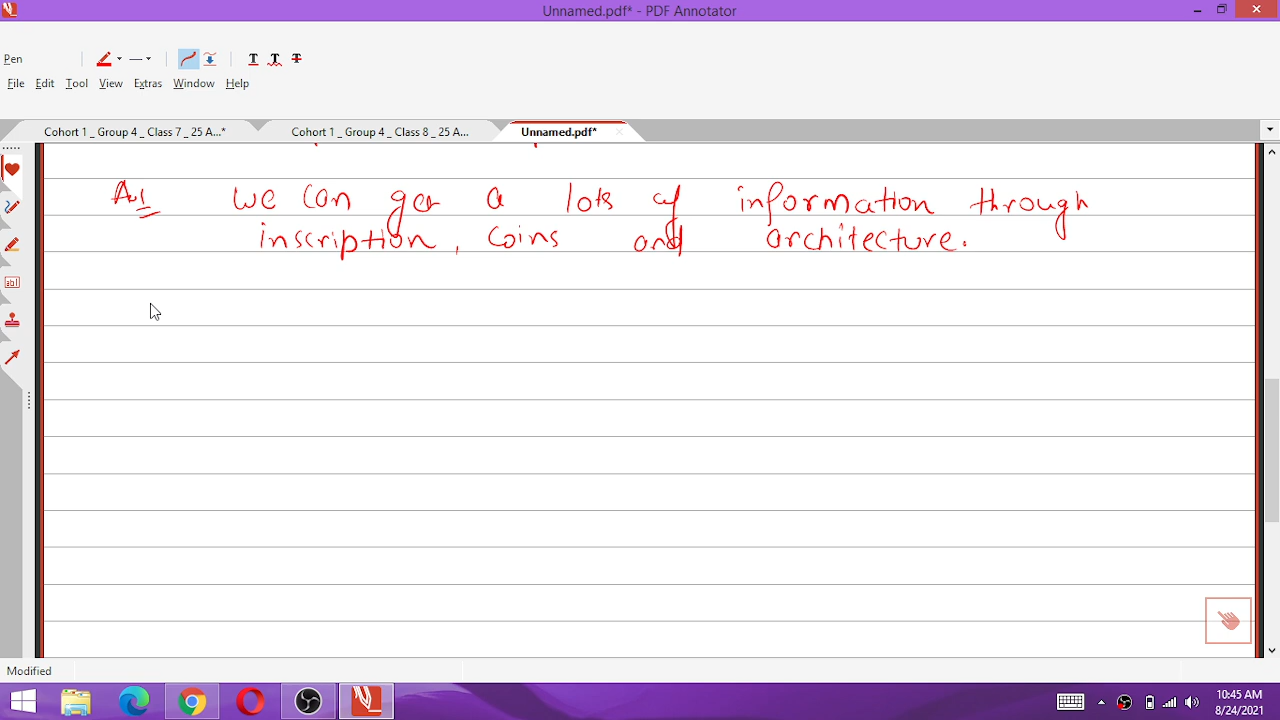 Unnamed.pdf* - PDF Annotator
Pen
T T T
File Edit Tool View Extras Window Help
Cohort 1 _ Group 4 _ Class 7 _ 25 A...* Cohort 1 _ Group 4 _ Class 8 _ 25 A... Unnamed.pdf*
we can get a lots of information through
inscription, coins and architecture.
Modified
10:45 AM
8/24/2021